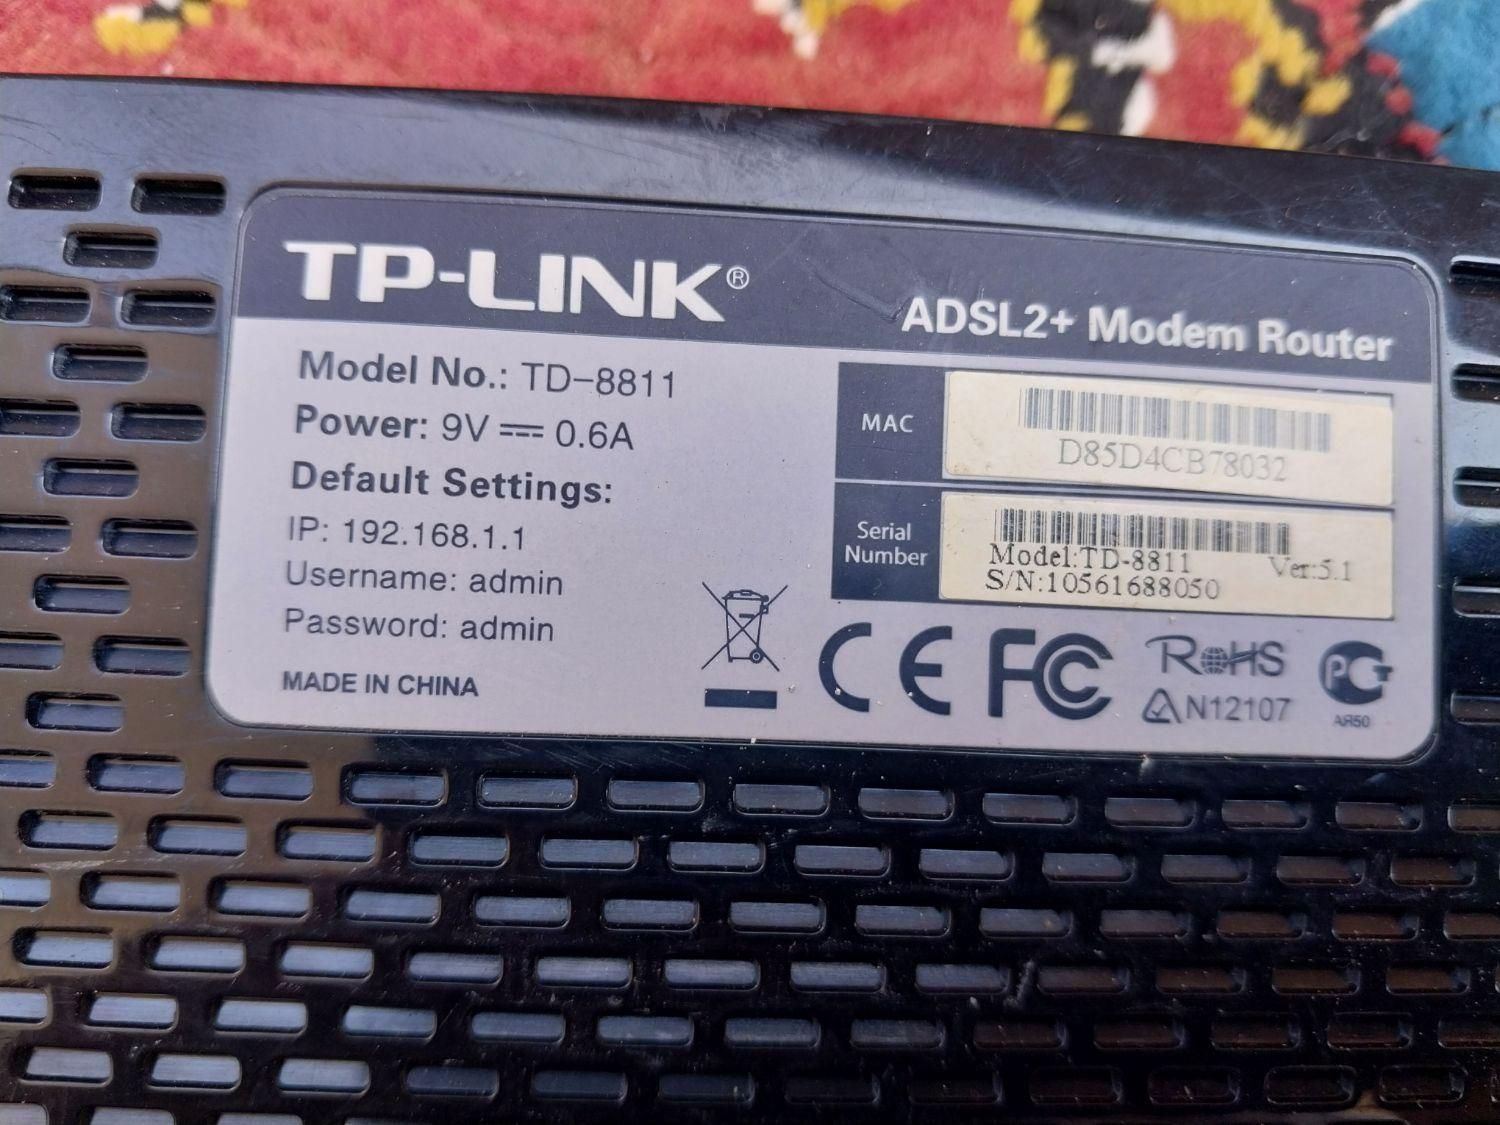 TP-LINK®
ADSL2+ Modem Router
Model No.: TD-8811
Power: 9V ⎓ 0.6A
Default Settings:
IP: 192.168.1.1
Username: admin
Password: admin
MADE IN CHINA
MAC
D85D4CB78032
Serial Number
Model:TD-8811 Ver:5.1
S/N:10561688050
CE FC RoHS
N12107
РСТ
АЯ50